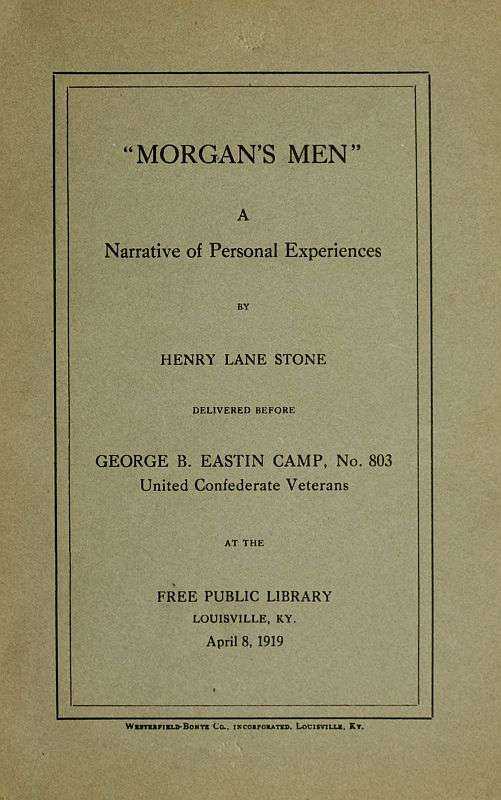 "MORGAN'S MEN"
A
Narrative of Personal Experiences
BY
HENRY LANE STONE
DELIVERED BEFORE
GEORGE B. EASTIN CAMP, No. 803
United Confederate Veterans
AT THE
FREE PUBLIC LIBRARY
LOUISVILLE, KY.
April 8, 1919
WESTERFIELD-BONTE CO., INCORPORATED, LOUISVILLE, KY.